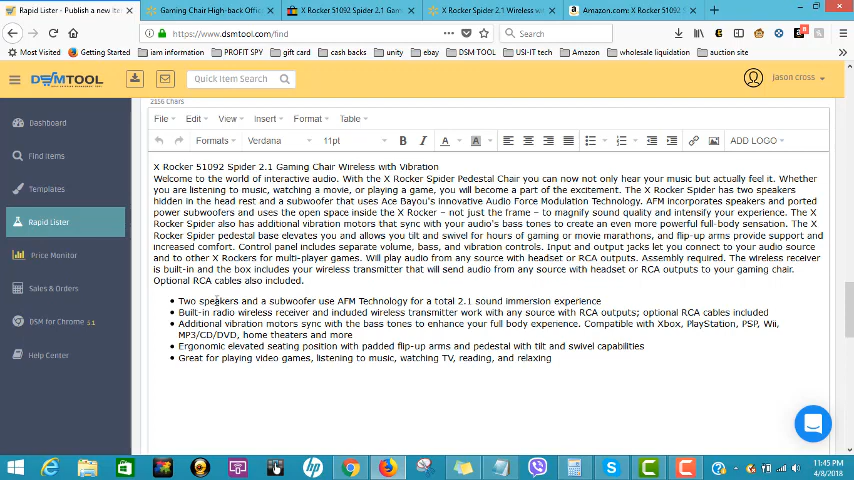 Rapid Lister - Publish a new Ite
Gaming Chair High-back Offic
X Rocker 51092 Spider 2.1 Gam
X Rocker Spider 2.1 Wireless w
Amazon.com: X Rocker 51092 S
https://www.dsmtool.com/find
Search
Most Visited
Getting Started
iam information
PROFIT SPY
gift card
cash backs
unity
ebay
DSM TOOL
USI-IT tech
Amazon
wholesale liquidation
auction site
DSMTOOL
Quick Item Search
jason cross
2156 Chars
Dashboard
Find Items
Templates
Rapid Lister
Price Monitor
Sales & Orders
DSM for Chrome 5.1
Help Center
File Edit View Insert Format Table
Formats Verdana 11pt B I A A ADD LOGO
X Rocker 51092 Spider 2.1 Gaming Chair Wireless with Vibration
Welcome to the world of interactive audio. With the X Rocker Spider Pedestal Chair you can now not only hear your music but actually feel it. Whether
you are listening to music, watching a movie, or playing a game, you will become a part of the excitement. The X Rocker Spider has two speakers
hidden in the head rest and a subwoofer that uses Ace Bayou's innovative Audio Force Modulation Technology. AFM incorporates speakers and ported
power subwoofers and uses the open space inside the X Rocker – not just the frame – to magnify sound quality and intensify your experience. The X
Rocker Spider also has additional vibration motors that sync with your audio's bass tones to create an even more powerful full-body sensation. The X
Rocker Spider pedestal base elevates you and allows you tilt and swivel for hours of gaming or movie marathons, and flip-up arms provide support and
increased comfort. Control panel includes separate volume, bass, and vibration controls. Input and output jacks let you connect to your audio source
and to other X Rockers for multi-player games. Will play audio from any source with headset or RCA outputs. Assembly required. The wireless receiver
is built-in and the box includes your wireless transmitter that will send audio from any source with headset or RCA outputs to your gaming chair.
Optional RCA cables also included.
Two speakers and a subwoofer use AFM Technology for a total 2.1 sound immersion experience
Built-in radio wireless receiver and included wireless transmitter work with any source with RCA outputs; optional RCA cables included
Additional vibration motors sync with the bass tones to enhance your full body experience. Compatible with Xbox, PlayStation, PSP, Wii,
MP3/CD/DVD, home theaters and more
Ergonomic elevated seating position with padded flip-up arms and pedestal with tilt and swivel capabilities
Great for playing video games, listening to music, watching TV, reading, and relaxing
11:45 PM
4/8/2018